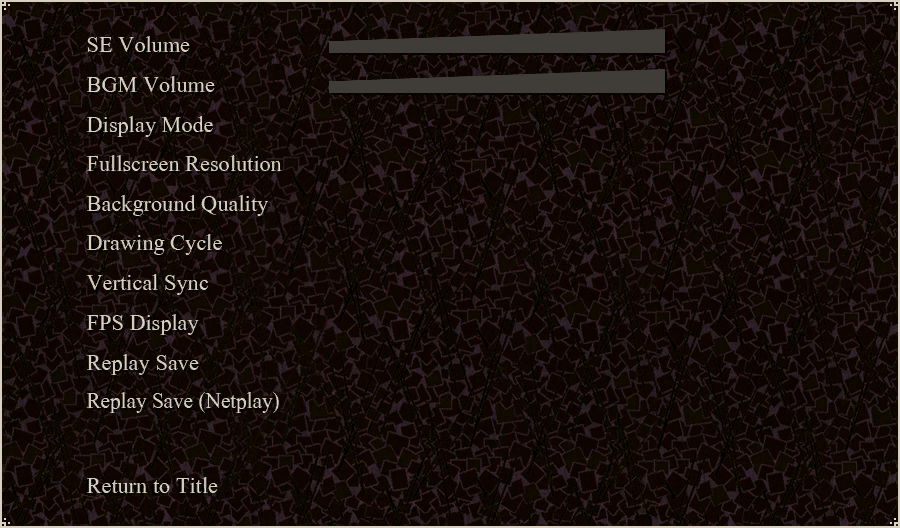 SE Volume
BGM Volume
Display Mode
Fullscreen Resolution
Background Quality
Drawing Cycle
Vertical Sync
FPS Display
Replay Save
Replay Save (Netplay)
Return to Title